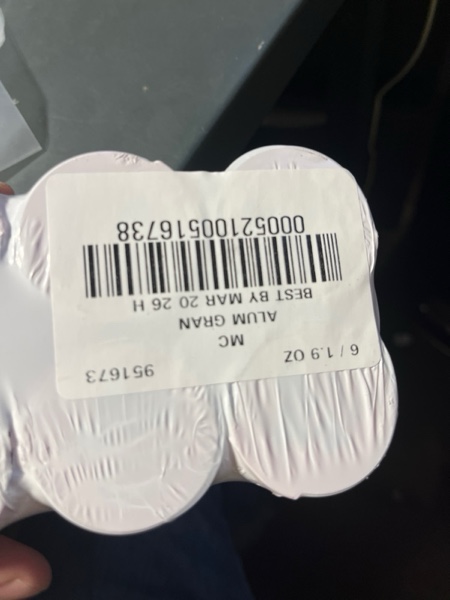 6 / 1.9 OZ 951673
MC
ALUM GRAN
BEST BY MAR 20 26 H
00052100516738